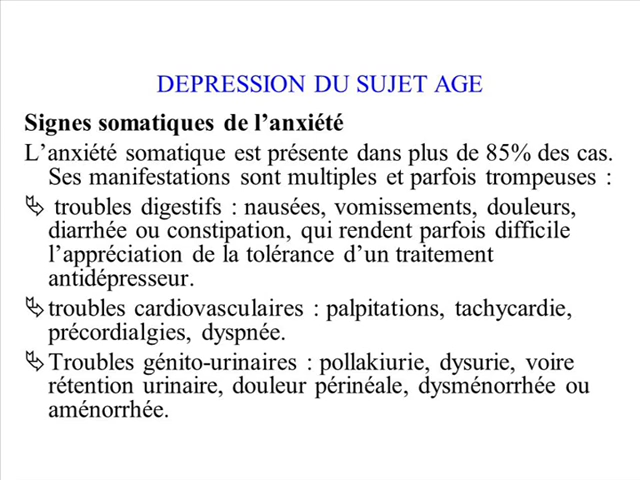 DEPRESSION DU SUJET AGE
Signes somatiques de l’anxiété
L’anxiété somatique est présente dans plus de 85% des cas.
Ses manifestations sont multiples et parfois trompeuses :
troubles digestifs : nausées, vomissements, douleurs,
diarrhée ou constipation, qui rendent parfois difficile
l’appréciation de la tolérance d’un traitement
antidépresseur.
troubles cardiovasculaires : palpitations, tachycardie,
précordialgies, dyspnée.
Troubles génito-urinaires : pollakiurie, dysurie, voire
rétention urinaire, douleur périnéale, dysménorrhée ou
aménorrhée.